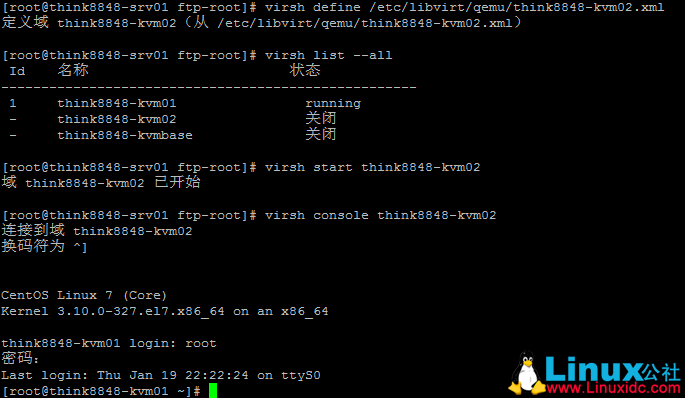 [root@think8848-srv01 ftp-root]# virsh define /etc/libvirt/qemu/think8848-kvm02.xml
定义域 think8848-kvm02（从 /etc/libvirt/qemu/think8848-kvm02.xml）
[root@think8848-srv01 ftp-root]# virsh list --all
Id 名称 状态
----------------------------------------------------
1 think8848-kvm01 running
- think8848-kvm02 关闭
- think8848-kvmbase 关闭
[root@think8848-srv01 ftp-root]# virsh start think8848-kvm02
域 think8848-kvm02 已开始
[root@think8848-srv01 ftp-root]# virsh console think8848-kvm02
连接到域 think8848-kvm02
换码符为 ^]
CentOS Linux 7 (Core)
Kernel 3.10.0-327.el7.x86_64 on an x86_64
think8848-kvm01 login: root
密码：
Last login: Thu Jan 19 22:22:24 on ttyS0
[root@think8848-kvm01 ~]#
Linux公社
www.Linuxidc.com